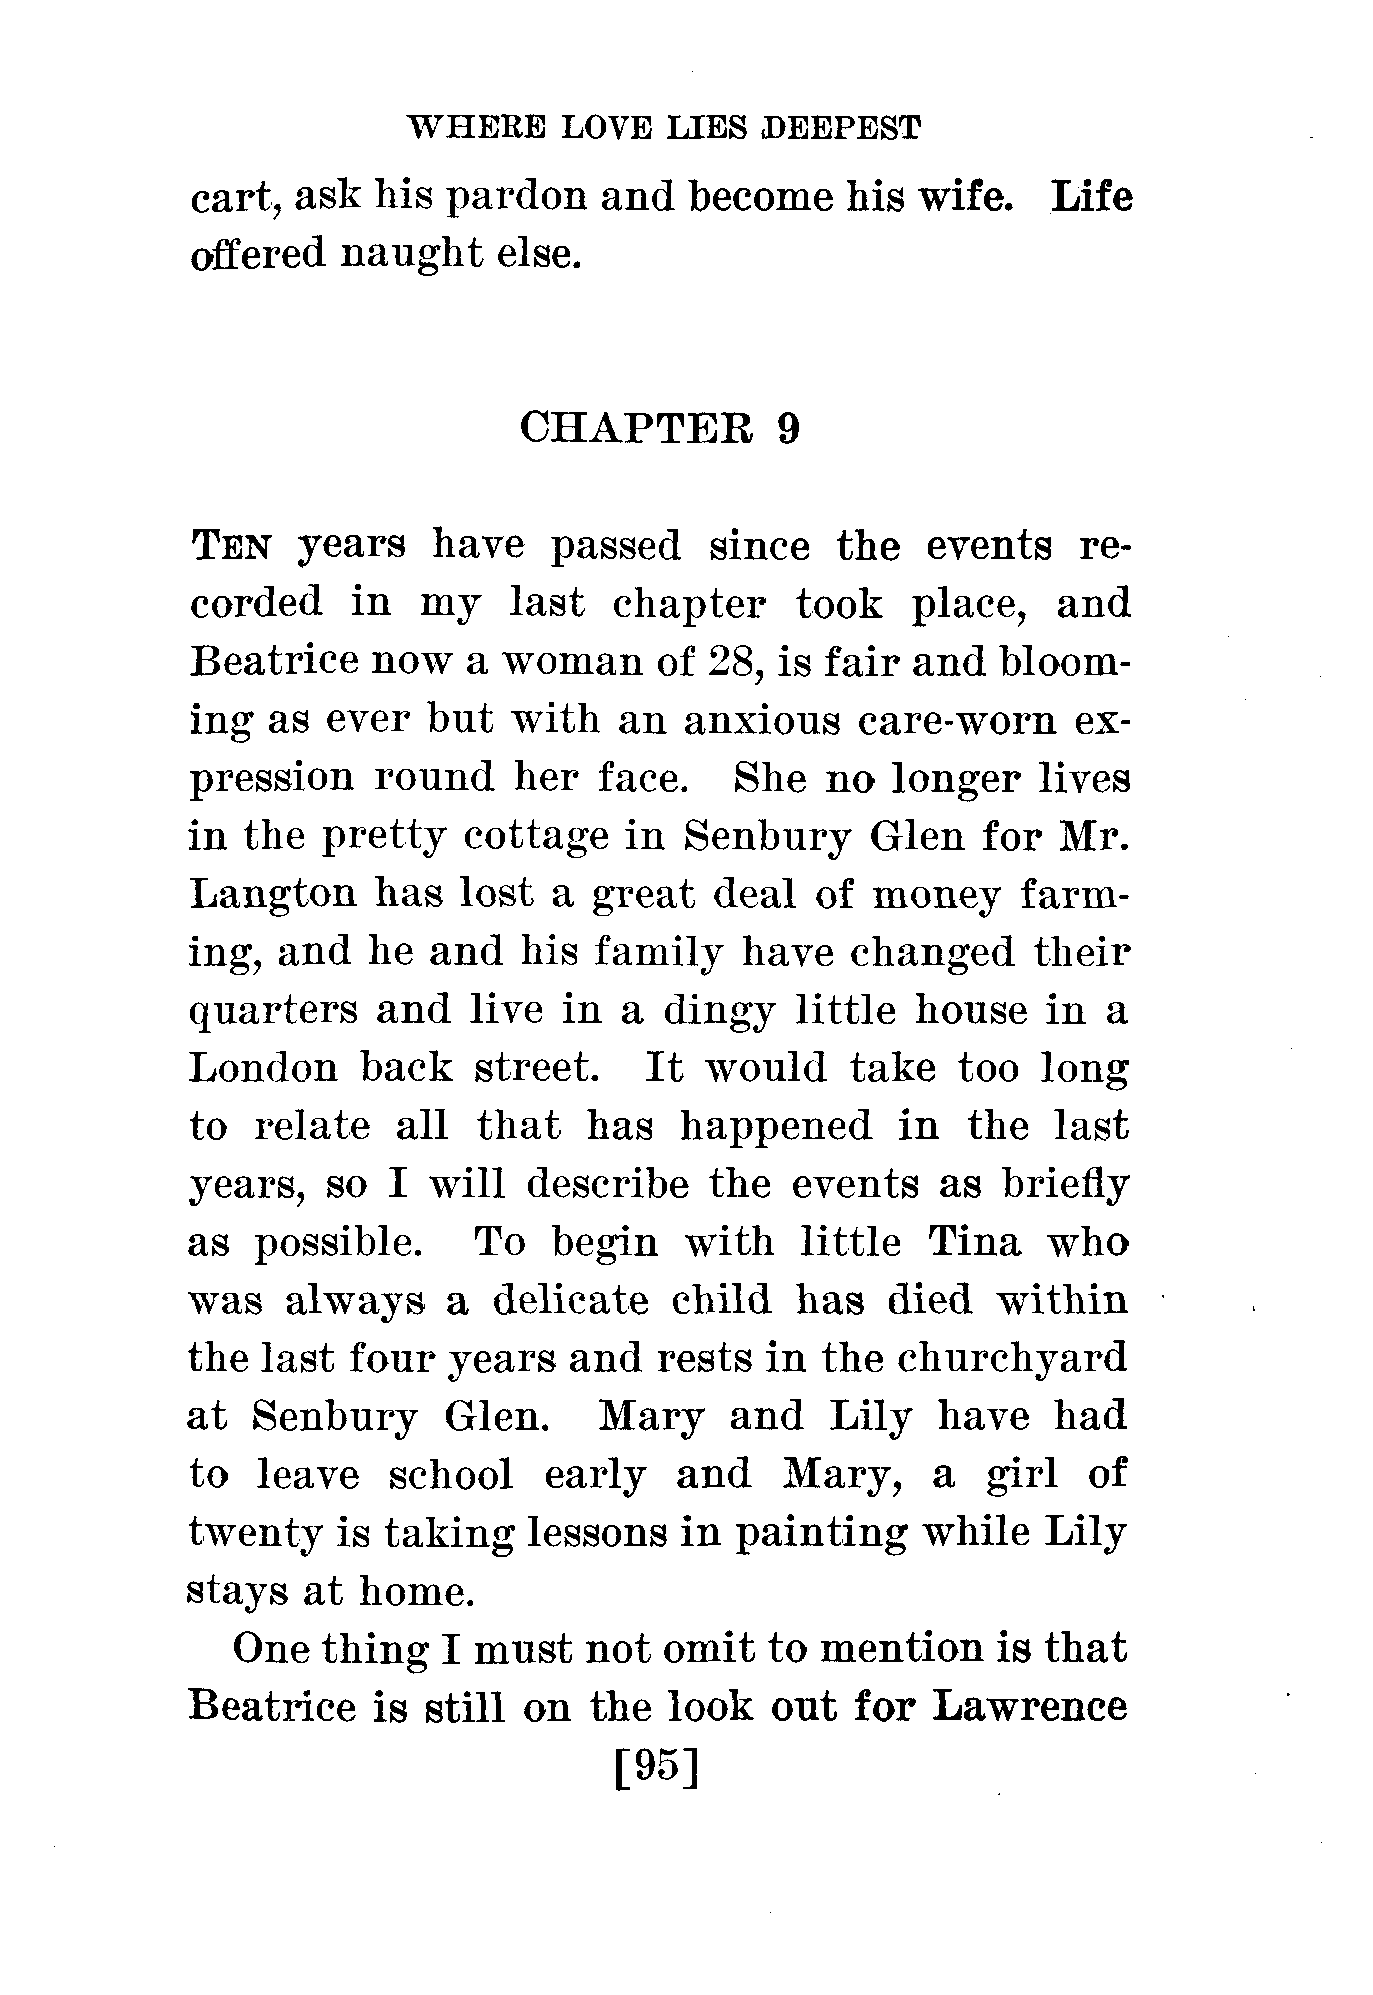 WHERE LOVE LIES DEEPEST
cart, ask his pardon and become his wife. Life
offered naught else.
CHAPTER 9
TEN years have passed since the events re-
corded in my last chapter took place, and
Beatrice now a woman of 28, is fair and bloom-
ing as ever but with an anxious care-worn ex-
pression round her face. She no longer lives
in the pretty cottage in Senbury Glen for Mr.
Langton has lost a great deal of money farm-
ing, and he and his family have changed their
quarters and live in a dingy little house in a
London back street. It would take too long
to relate all that has happened in the last
years, so I will describe the events as briefly
as possible. To begin with little Tina who
was always a delicate child has died within
the last four years and rests in the churchyard
at Senbury Glen. Mary and Lily have had
to leave school early and Mary, a girl of
twenty is taking lessons in painting while Lily
stays at home.
One thing I must not omit to mention is that
Beatrice is still on the look out for Lawrence
[95]